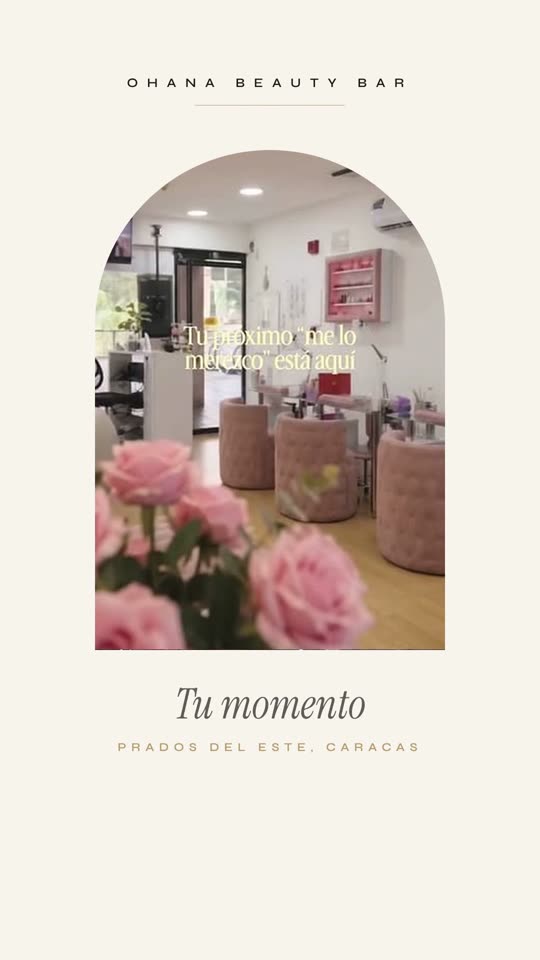 OHANA BEAUTY BAR
Tu próximo “me lo
merezco” está aquí
Tu momento
PRADOS DEL ESTE, CARACAS